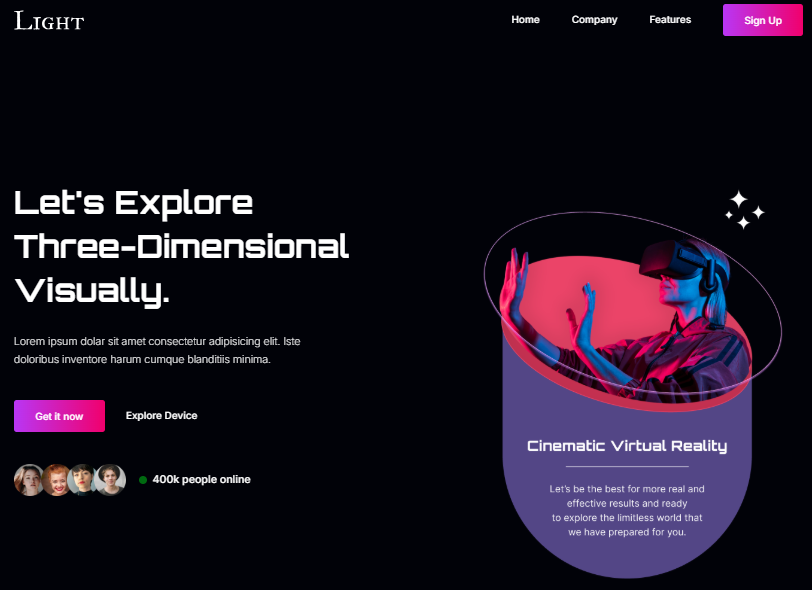 Light
Home Company Features Sign Up
Let's Explore
Three-Dimensional
Visually.
Lorem ipsum dolar sit amet consectetur adipisicing elit. Iste
doloribus inventore harum cumque blanditiis minima.
Get it now Explore Device
400k people online
Cinematic Virtual Reality
Let's be the best for more real and
effective results and ready
to explore the limitless world that
we have prepared for you.